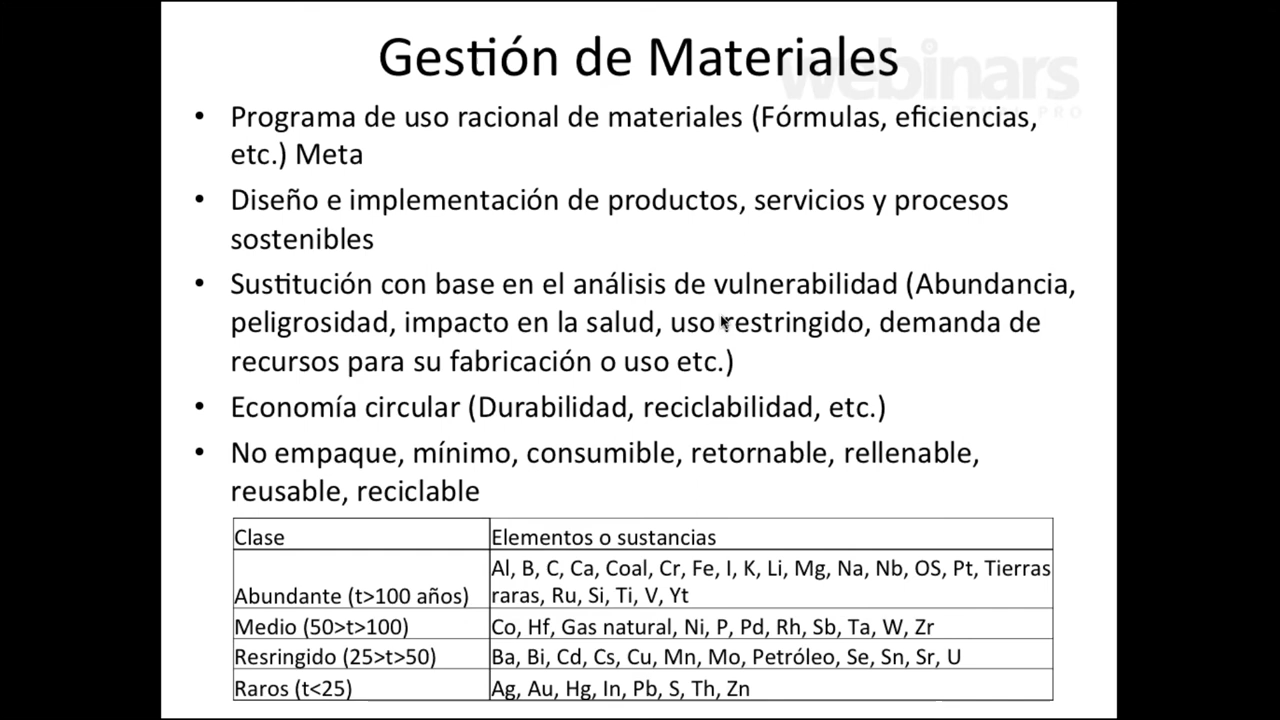 Gestión de Materiales
webinars
PRO
• Programa de uso racional de materiales (Fórmulas, eficiencias,
etc.) Meta
• Diseño e implementación de productos, servicios y procesos
sostenibles
• Sustitución con base en el análisis de vulnerabilidad (Abundancia,
peligrosidad, impacto en la salud, uso restringido, demanda de
recursos para su fabricación o uso etc.)
• Economía circular (Durabilidad, reciclabilidad, etc.)
• No empaque, mínimo, consumible, retornable, rellenable,
reusable, reciclable
Clase Elementos o sustancias
Al, B, C, Ca, Coal, Cr, Fe, I, K, Li, Mg, Na, Nb, OS, Pt, Tierras
Abundante (t>100 años) raras, Ru, Si, Ti, V, Yt
Medio (50>t>100) Co, Hf, Gas natural, Ni, P, Pd, Rh, Sb, Ta, W, Zr
Resringido (25>t>50) Ba, Bi, Cd, Cs, Cu, Mn, Mo, Petróleo, Se, Sn, Sr, U
Raros (t<25) Ag, Au, Hg, In, Pb, S, Th, Zn